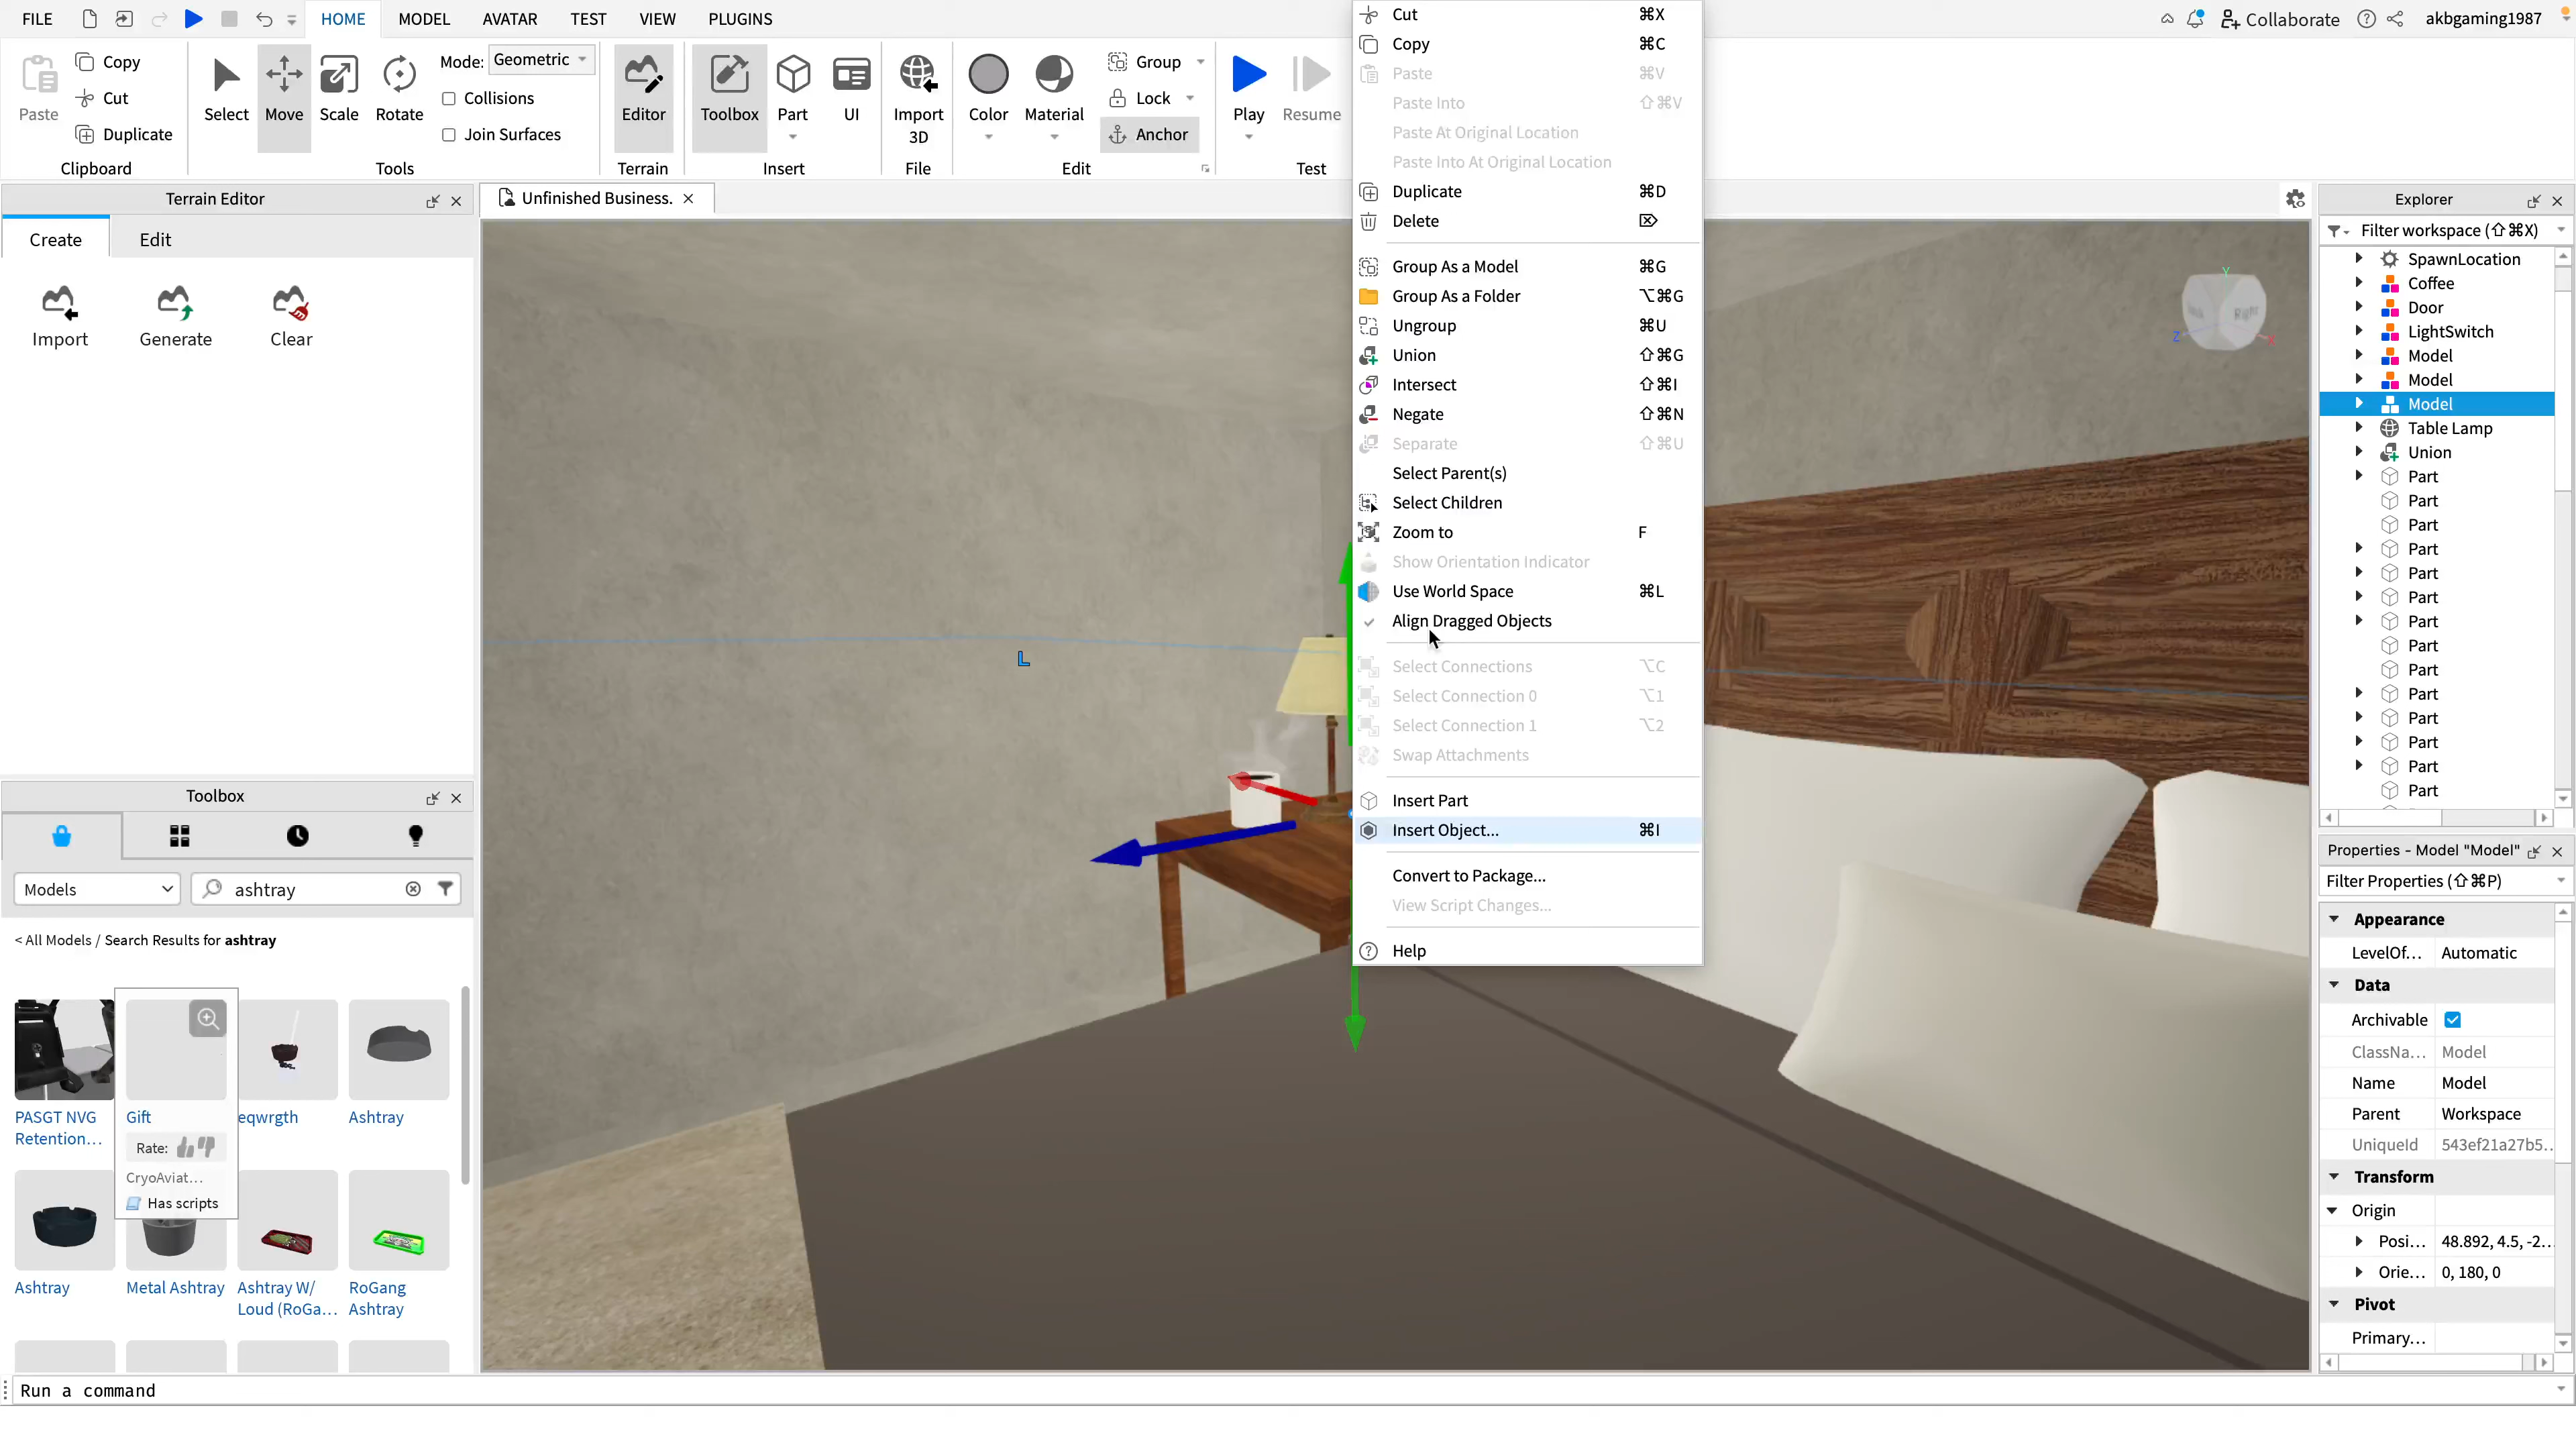 FILE
HOME
MODEL
AVATAR
TEST
VIEW
PLUGINS
Collaborate
akbgaming1987
Paste
Copy
Cut
Duplicate
Clipboard
Select
Move
Scale
Rotate
Mode:
Geometric
Collisions
Join Surfaces
Tools
Editor
Terrain
Toolbox
Part
UI
Insert
Import
3D
File
Color
Material
Group
Lock
Anchor
Edit
Play
Resume
Test
Cut ⌘X
Copy ⌘C
Paste ⌘V
Paste Into ⇧⌘V
Paste At Original Location
Paste Into At Original Location
Duplicate ⌘D
Delete
Group As a Model ⌘G
Group As a Folder ⌥⌘G
Ungroup ⌘U
Union ⇧⌘G
Intersect ⇧⌘I
Negate ⇧⌘N
Separate ⇧⌘U
Select Parent(s)
Select Children
Zoom to F
Show Orientation Indicator
Use World Space ⌘L
Align Dragged Objects
Select Connections ⌥C
Select Connection 0 ⌥1
Select Connection 1 ⌥2
Swap Attachments
Insert Part
Insert Object... ⌘I
Convert to Package...
View Script Changes...
Help
Terrain Editor
Create
Edit
Import
Generate
Clear
Unfinished Business.
L
Y
Z
Right
Toolbox
Models
ashtray
< All Models / Search Results for ashtray
PASGT NVG
Retention...
Gift
Rate:
CryoAviat...
Has scripts
eqwrgth
Ashtray
Ashtray
Metal Ashtray
Ashtray W/
Loud (RoGa...
RoGang
Ashtray
Explorer
Filter workspace (⇧⌘X)
SpawnLocation
Coffee
Door
LightSwitch
Model
Model
Model
Table Lamp
Union
Part
Part
Part
Part
Part
Part
Part
Part
Part
Part
Part
Part
Part
Part
Properties - Model "Model"
Filter Properties (⇧⌘P)
Appearance
LevelOf... Automatic
Data
Archivable
ClassNa... Model
Name Model
Parent Workspace
UniqueId 543ef21a27b5...
Transform
Origin
Posi... 48.892, 4.5, -2...
Orie... 0, 180, 0
Pivot
Primary...
Run a command